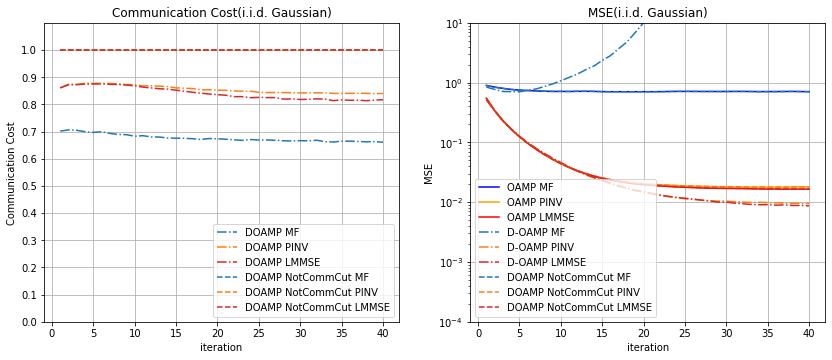 Communication Cost(i.i.d. Gaussian)
Communication Cost
1.0
0.9
0.8
0.7
0.6
0.5
0.4
0.3
0.2
0.1
0.0
DOAMP MF
DOAMP PINV
DOAMP LMMSE
DOAMP NotCommCut MF
DOAMP NotCommCut PINV
DOAMP NotCommCut LMMSE
0 5 10 15 20 25 30 35 40
iteration
MSE(i.i.d. Gaussian)
MSE
10^1
10^0
10^−1
10^−2
10^−3
10^−4
OAMP MF
OAMP PINV
OAMP LMMSE
D-OAMP MF
D-OAMP PINV
D-OAMP LMMSE
DOAMP NotCommCut MF
DOAMP NotCommCut PINV
DOAMP NotCommCut LMMSE
0 5 10 15 20 25 30 35 40
iteration